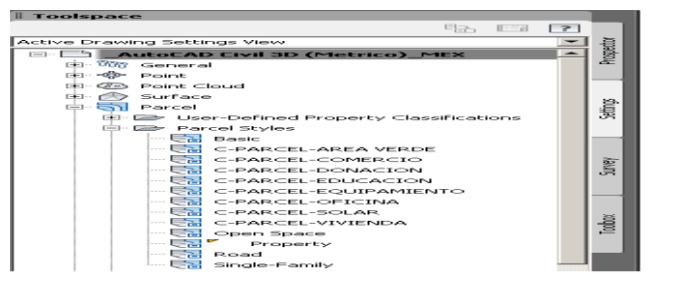 Toolspace
Active Drawing Settings View
AutoCAD Civil 3D (Metrico)_MEX
General
Point
Point Cloud
Surface
Parcel
User-Defined Property Classifications
Parcel Styles
Basic
C-PARCEL-AREA VERDE
C-PARCEL-COMERCIO
C-PARCEL-DONACION
C-PARCEL-EDUCACION
C-PARCEL-EQUIPAMIENTO
C-PARCEL-OFICINA
C-PARCEL-SOLAR
C-PARCEL-VIVIENDA
Open Space
Property
Road
Single-Family
Prospector
Settings
Survey
Toolbox